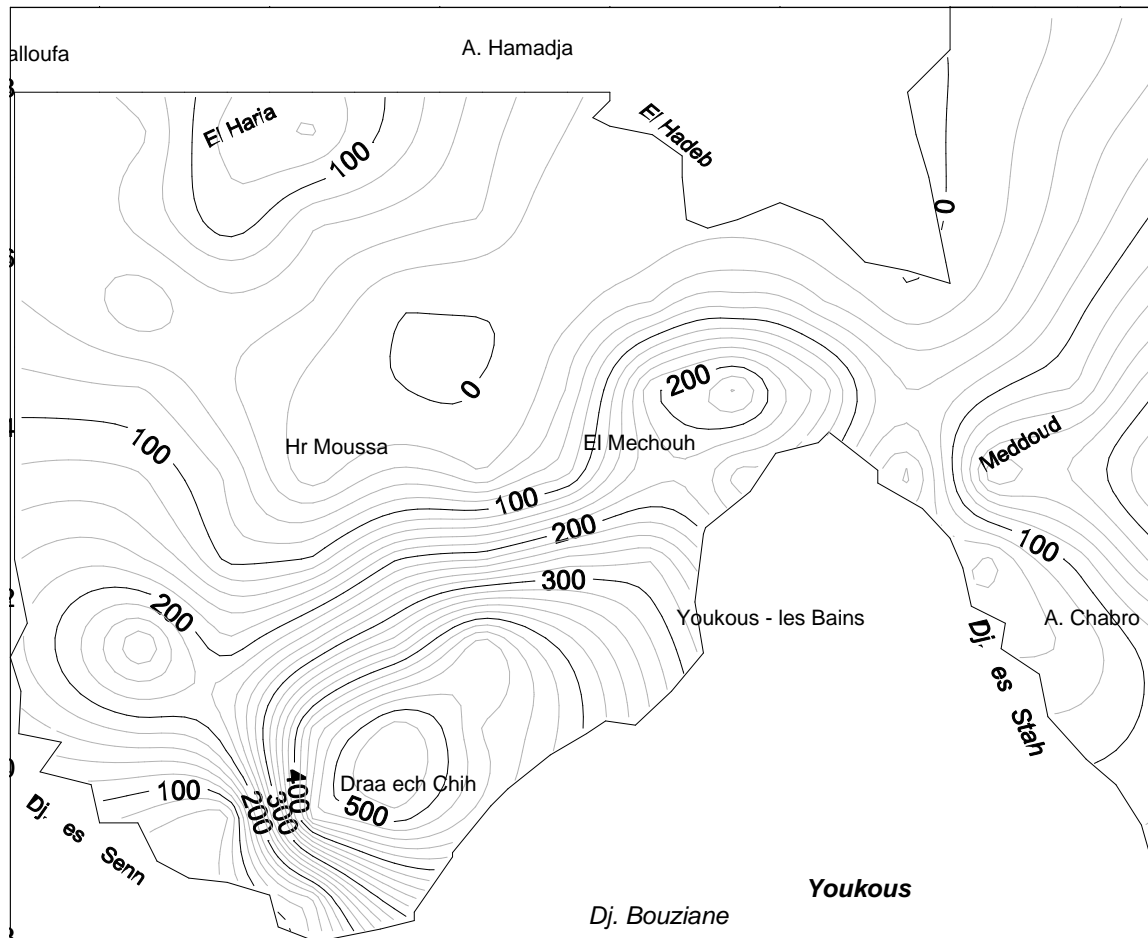 alloufa
A. Hamadja
El Haria
El Hadeb
100
0
200
0
100
Hr Moussa
El Mechouh
Meddoud
100
200
100
300
200
Youkous - les Bains
A. Chabro
Dj. es Stah
Draa ech Chih
100
200
300
400
500
Dj. es Senn
Youkous
Dj. Bouziane